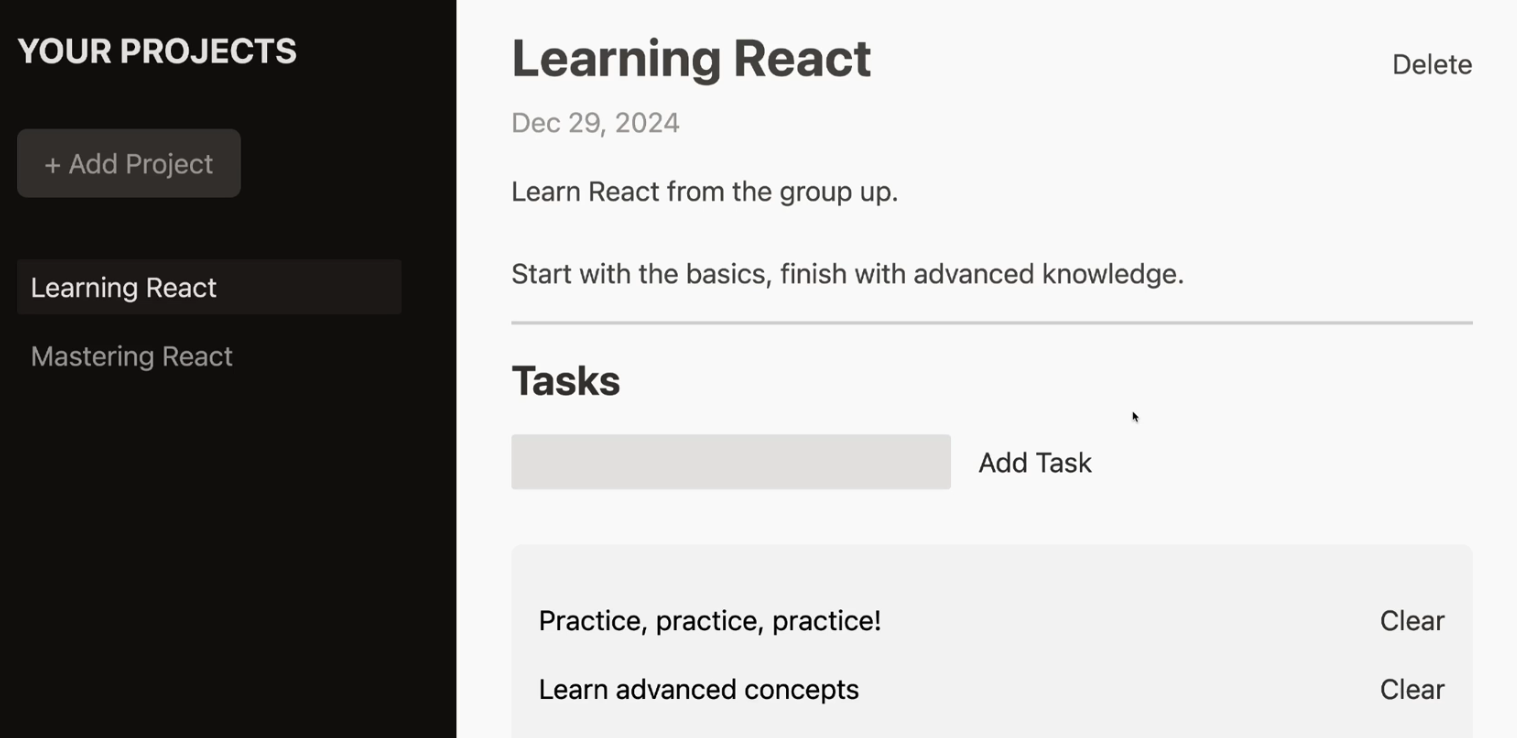 YOUR PROJECTS
+ Add Project
Learning React
Mastering React
Learning React
Delete
Dec 29, 2024
Learn React from the group up.
Start with the basics, finish with advanced knowledge.
Tasks
Add Task
Practice, practice, practice!
Clear
Learn advanced concepts
Clear